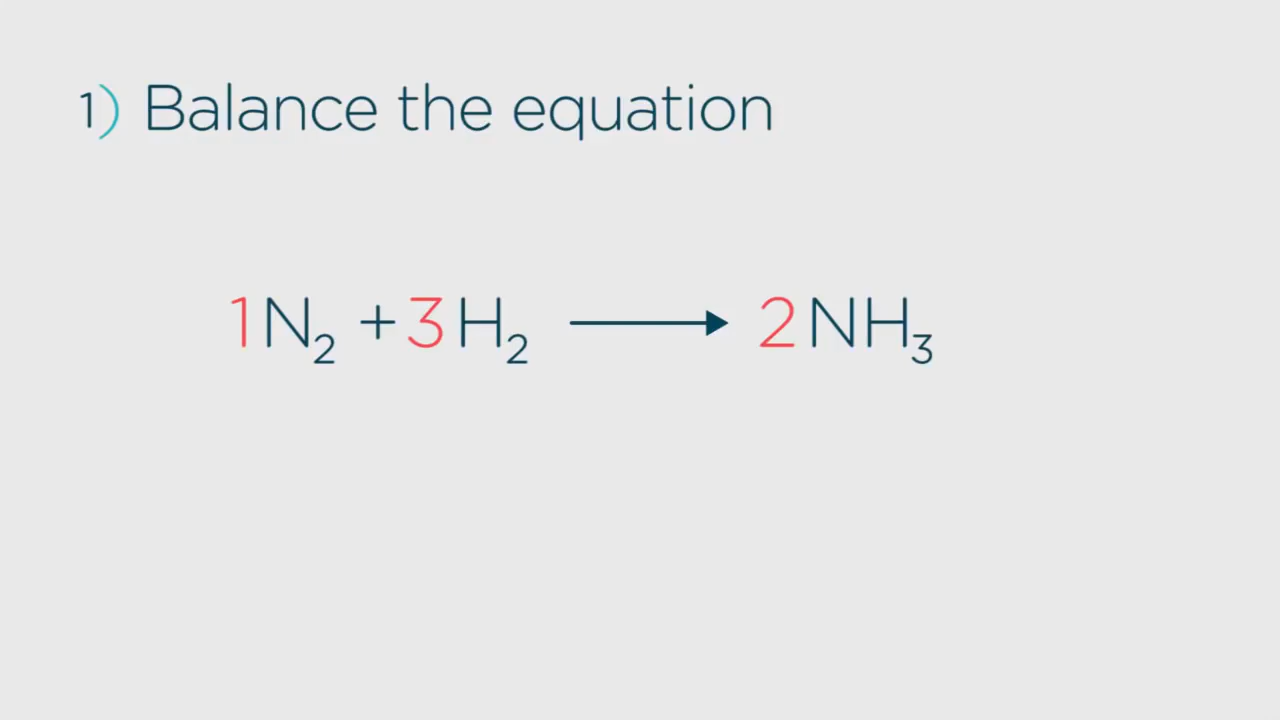 1) Balance the equation
1N₂ + 3H₂ ⟶ 2NH₃